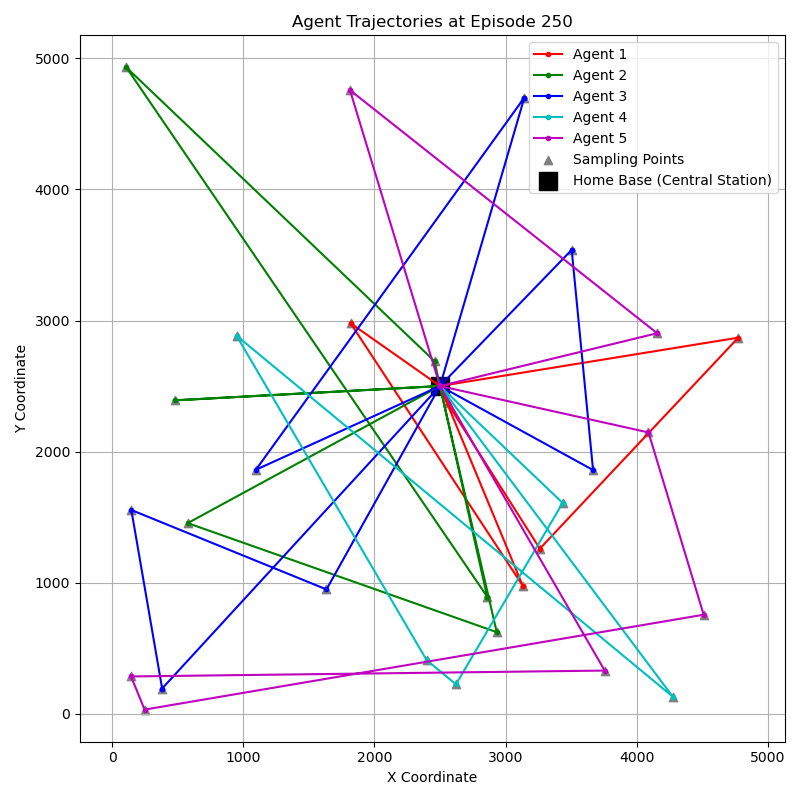 Agent Trajectories at Episode 250
Agent 1
Agent 2
Agent 3
Agent 4
Agent 5
Sampling Points
Home Base (Central Station)
5000
4000
3000
2000
1000
0
Y Coordinate
0 1000 2000 3000 4000 5000
X Coordinate